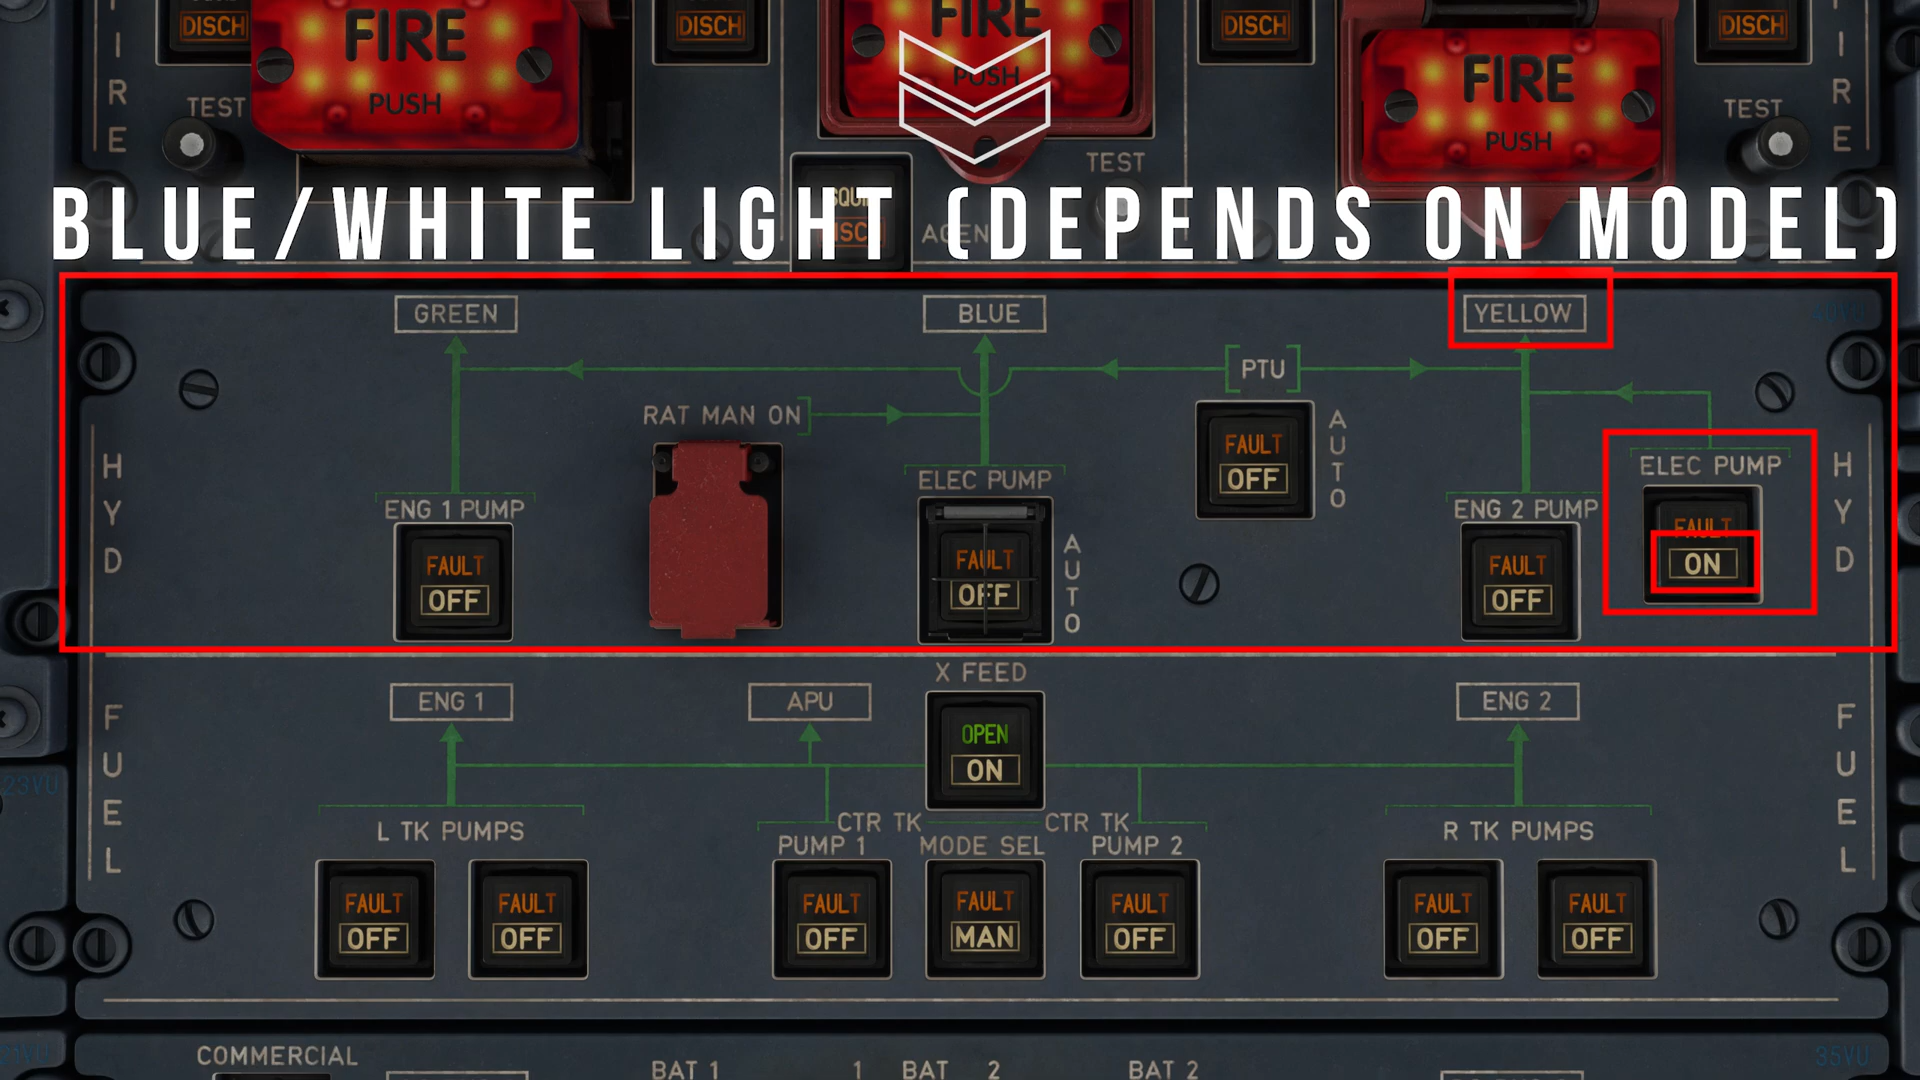 DISCH
FIRE
PUSH
TEST
DISCH
FIRE
PUSH
TEST
DISCH
FIRE
PUSH
TEST
DISCH
FIRE
BLUE/WHITE LIGHT (DEPENDS ON MODEL)
GREEN
BLUE
YELLOW
40VU
PTU
RAT MAN ON
FAULT
OFF
AUTO
HYD
ENG 1 PUMP
FAULT
OFF
ELEC PUMP
FAULT
OFF
AUTO
ENG 2 PUMP
FAULT
OFF
ELEC PUMP
FAULT
ON
HYD
X FEED
ENG 1
APU
OPEN
ON
ENG 2
23VU
FUEL
FUEL
L TK PUMPS
FAULT
OFF
FAULT
OFF
CTR TK
CTR TK
PUMP 1
MODE SEL
PUMP 2
FAULT
OFF
FAULT
MAN
FAULT
OFF
R TK PUMPS
FAULT
OFF
FAULT
OFF
21VU
COMMERCIAL
BAT 1
1 BAT 2
BAT 2
35VU